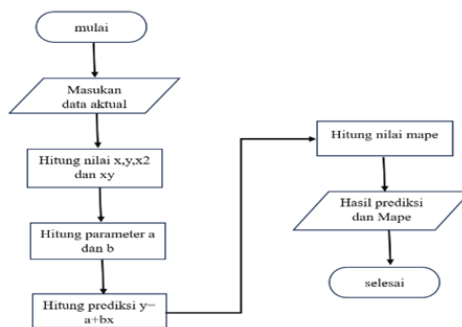 mulai
Masukan
data aktual
Hitung nilai x,y,x2
dan xy
Hitung parameter a
dan b
Hitung prediksi y=
a+bx
Hitung nilai mape
Hasil prediksi
dan Mape
selesai